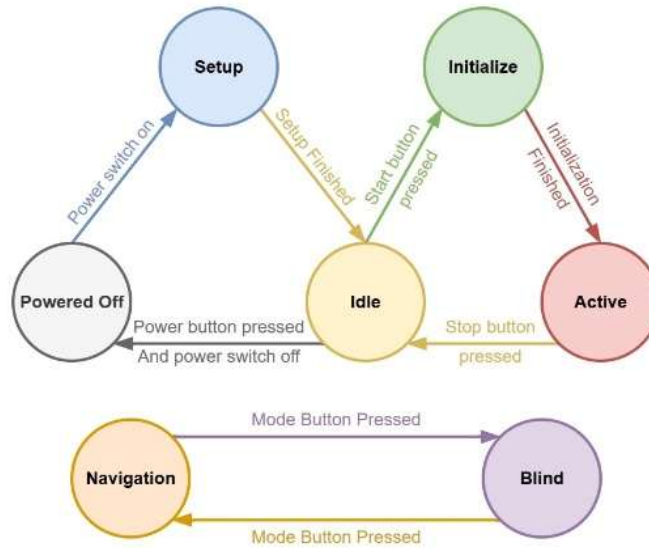 Setup
Initialize
Power switch on
Setup Finished
Start button
pressed
Initialization
Finished
Powered Off
Idle
Active
Power button pressed
And power switch off
Stop button
pressed
Mode Button Pressed
Navigation
Blind
Mode Button Pressed